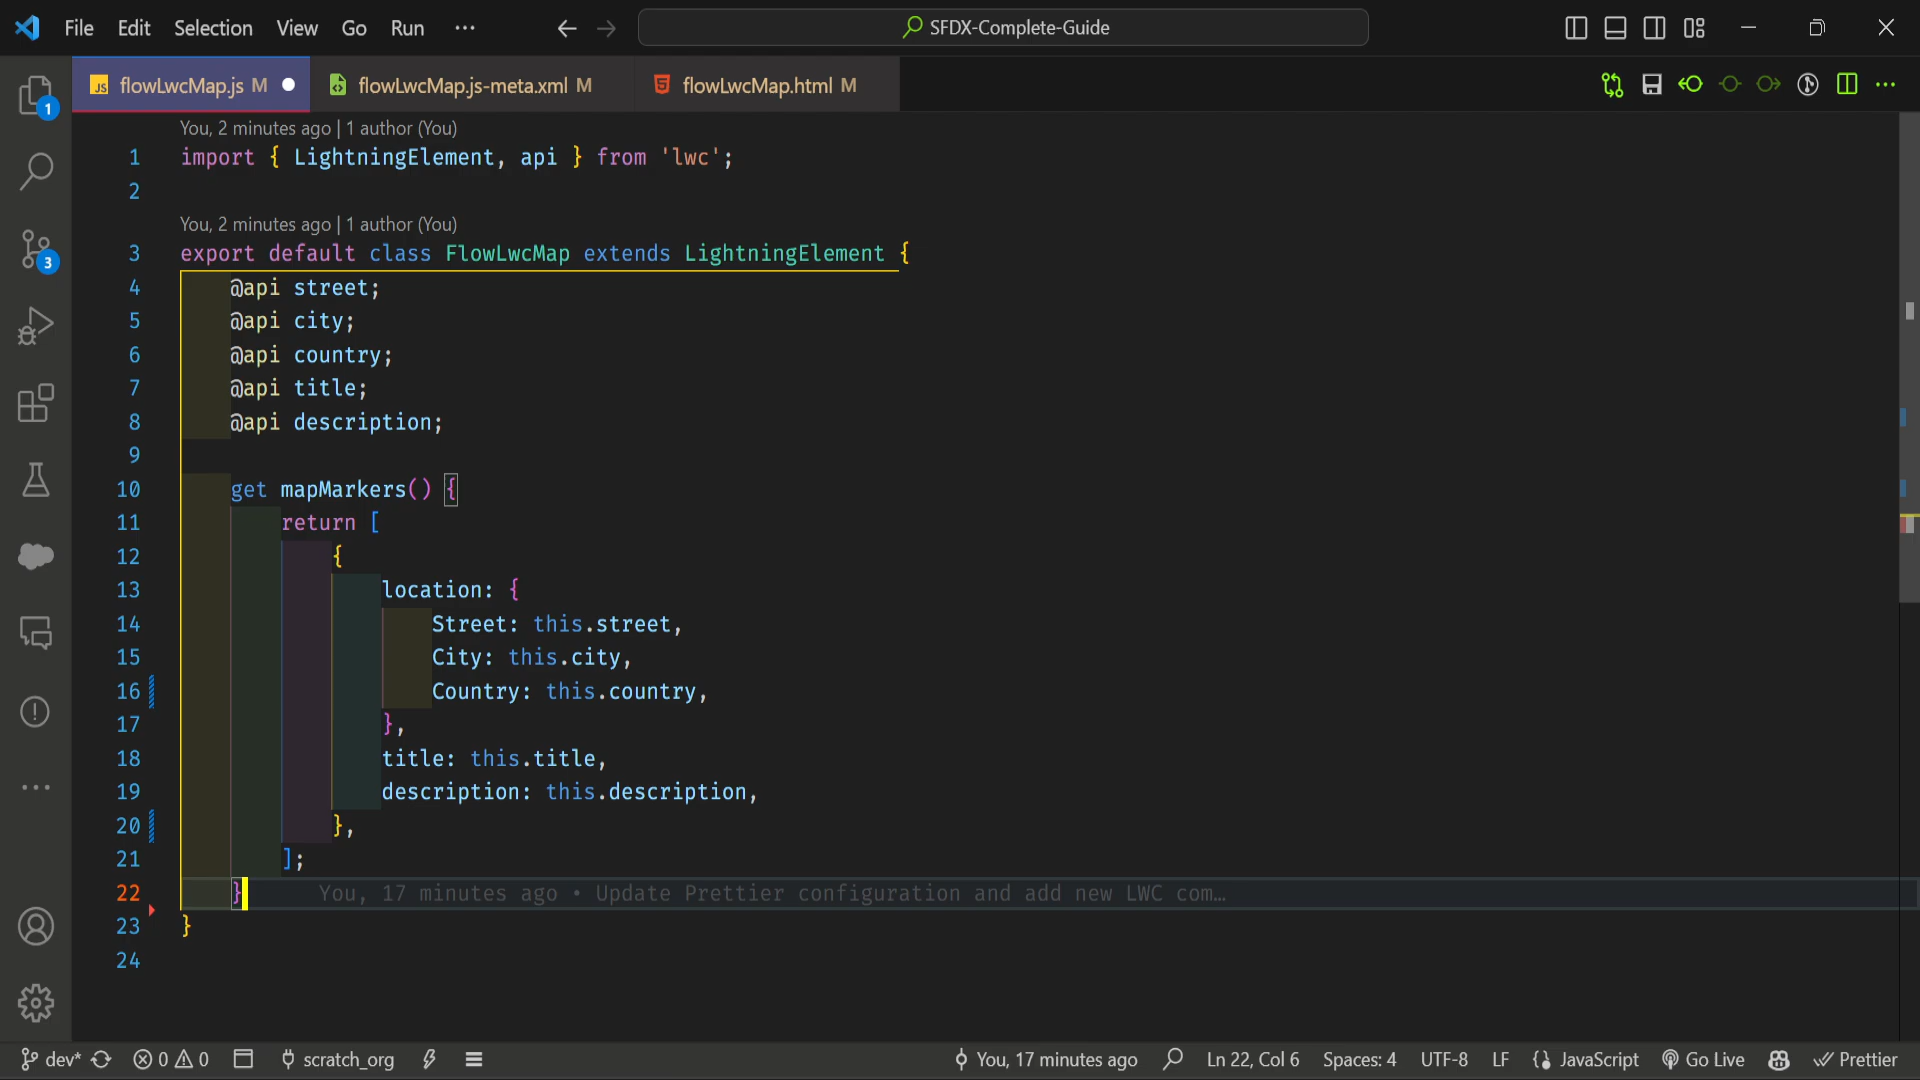 File Edit Selection View Go Run ··· SFDX-Complete-Guide
JS flowLwcMap.js M flowLwcMap.js-meta.xml M flowLwcMap.html M
You, 2 minutes ago | 1 author (You)
1 import { LightningElement, api } from 'lwc';
2
You, 2 minutes ago | 1 author (You)
3 export default class FlowLwcMap extends LightningElement {
4 @api street;
5 @api city;
6 @api country;
7 @api title;
8 @api description;
9
10 get mapMarkers() {
11 return [
12 {
13 location: {
14 Street: this.street,
15 City: this.city,
16 Country: this.country,
17 },
18 title: this.title,
19 description: this.description,
20 },
21 ];
22 } You, 17 minutes ago • Update Prettier configuration and add new LWC com…
23 }
24
1
3
dev* 0 0 scratch_org You, 17 minutes ago Ln 22, Col 6 Spaces: 4 UTF-8 LF JavaScript Go Live Prettier